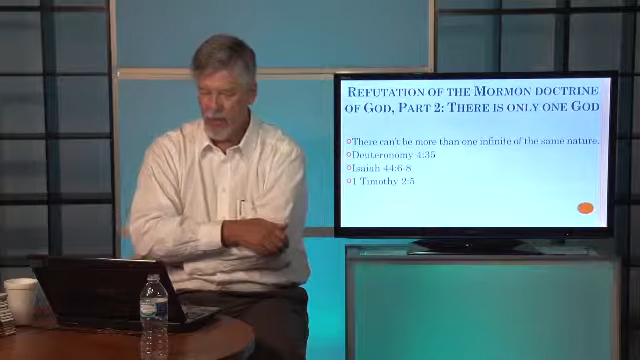 REFUTATION OF THE MORMON DOCTRINE
OF GOD, PART 2: THERE IS ONLY ONE GOD
There can't be more than one infinite of the same nature.
Deuteronomy 4:35
Isaiah 44:6-8
1 Timothy 2:5